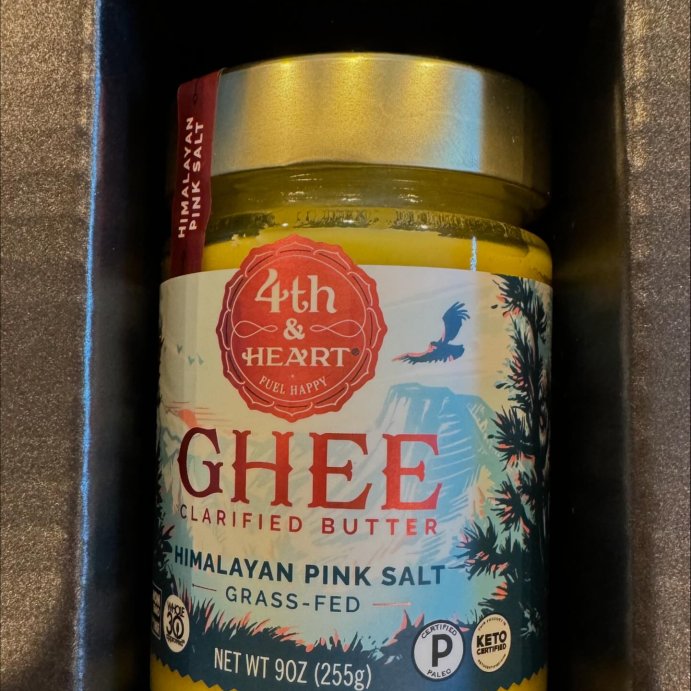 HIMALAYAN
PINK SALT
4th
&
HEART®
FUEL HAPPY
GHEE
CLARIFIED BUTTER
HIMALAYAN PINK SALT
GRASS-FED
WHOLE
30
CERTIFIED
P
PALEO
KETO
CERTIFIED
NET WT 9OZ (255g)